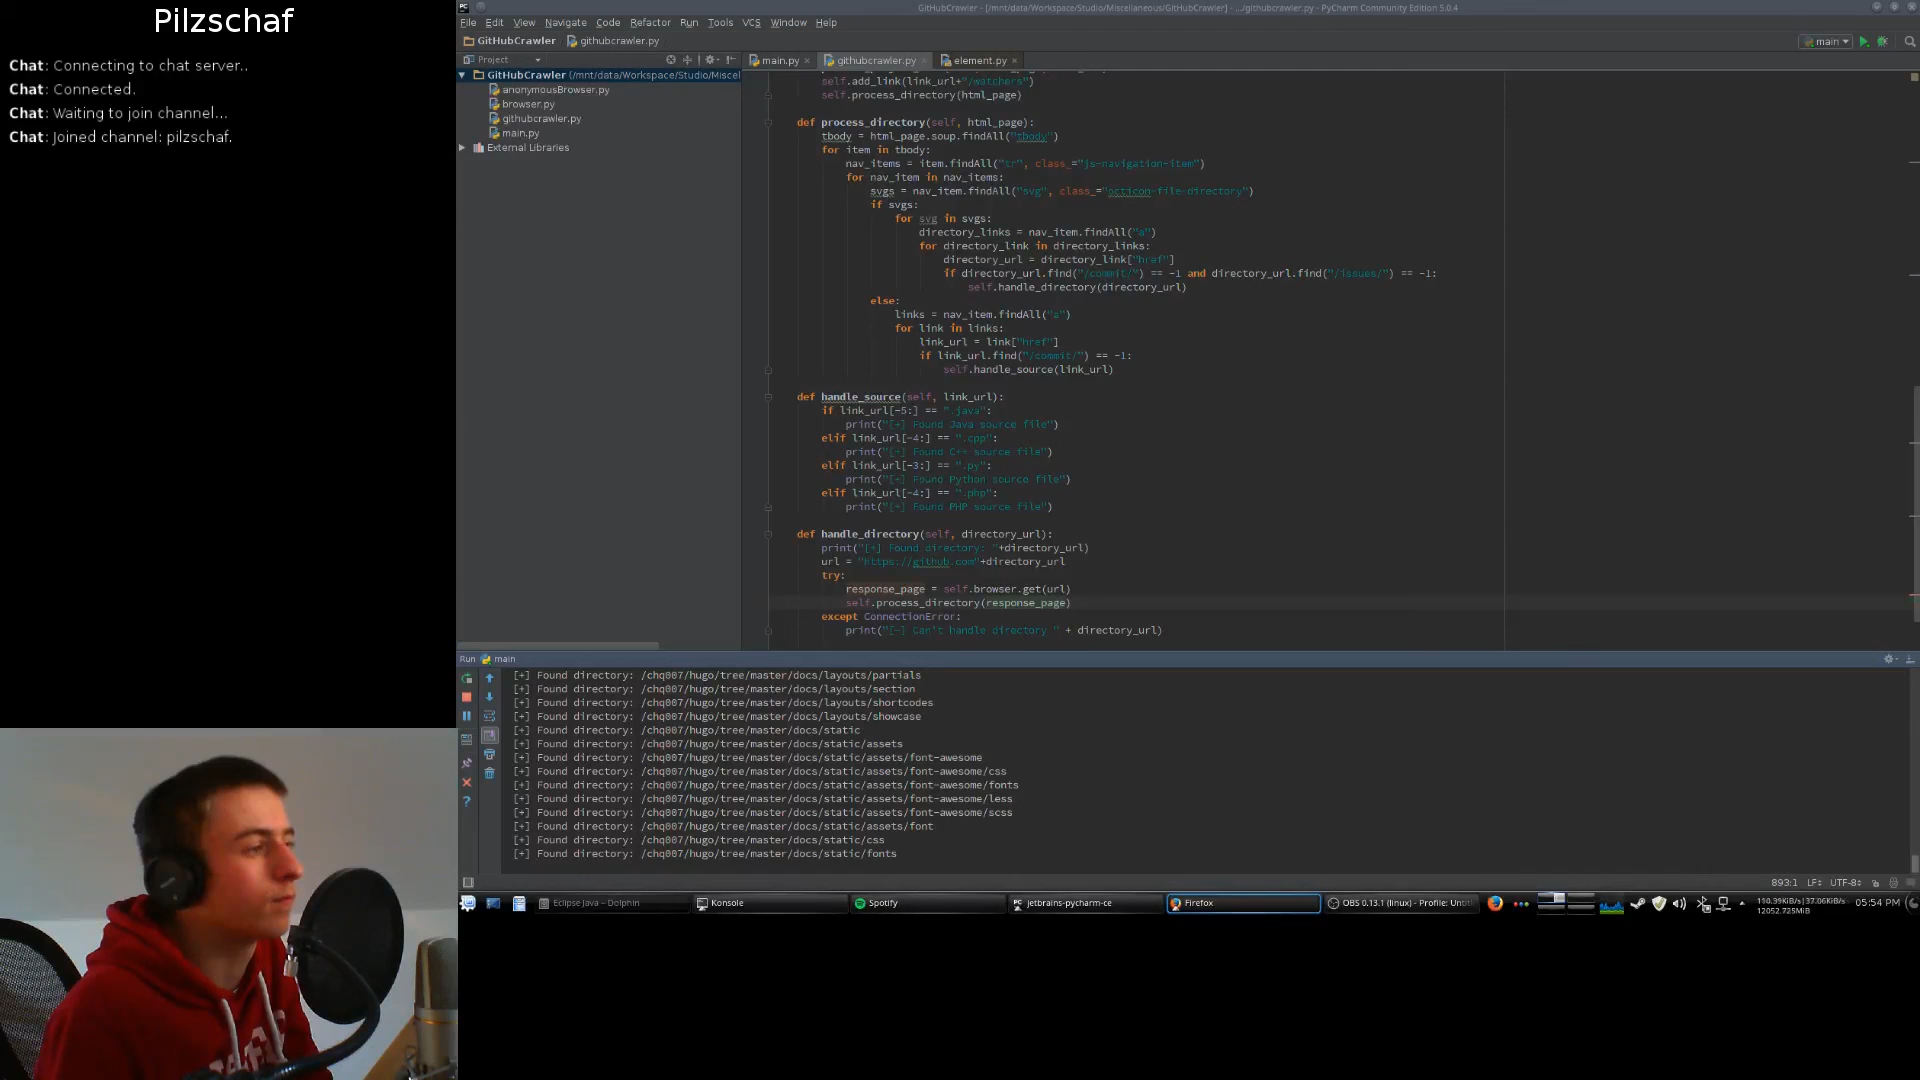 Pilzschaf
Chat: Connecting to chat server..
Chat: Connected.
Chat: Waiting to join channel...
Chat: Joined channel: pilzschaf.
GitHubCrawler - [/mnt/data/Workspace/Studio/Miscellaneous/GitHubCrawler] - .../githubcrawler.py - PyCharm Community Edition 5.0.4
File Edit View Navigate Code Refactor Run Tools VCS Window Help
GitHubCrawler githubcrawler.py
main
Project
main.py githubcrawler.py element.py
GitHubCrawler (/mnt/data/Workspace/Studio/Miscel
anonymousBrowser.py
browser.py
githubcrawler.py
main.py
External Libraries
self.add_link(link_url+"/watchers")
self.process_directory(html_page)
def process_directory(self, html_page):
tbody = html_page.soup.findAll("tbody")
for item in tbody:
nav_items = item.findAll("tr", class_="js-navigation-item")
for nav_item in nav_items:
svgs = nav_item.findAll("svg", class_="octicon-file-directory")
if svgs:
for svg in svgs:
directory_links = nav_item.findAll("a")
for directory_link in directory_links:
directory_url = directory_link["href"]
if directory_url.find("/commit/") == -1 and directory_url.find("/issues/") == -1:
self.handle_directory(directory_url)
else:
links = nav_item.findAll("a")
for link in links:
link_url = link["href"]
if link_url.find("/commit/") == -1:
self.handle_source(link_url)
def handle_source(self, link_url):
if link_url[-5:] == ".java":
print("[+] Found Java source file")
elif link_url[-4:] == ".cpp":
print("[+] Found C++ source file")
elif link_url[-3:] == ".py":
print("[+] Found Python source file")
elif link_url[-4:] == ".php":
print("[+] Found PHP source file")
def handle_directory(self, directory_url):
print("[+] Found directory: "+directory_url)
url = "https://github.com"+directory_url
try:
response_page = self.browser.get(url)
self.process_directory(response_page)
except ConnectionError:
print("[-] Can't handle directory " + directory_url)
Run main
[+] Found directory: /chq007/hugo/tree/master/docs/layouts/partials
[+] Found directory: /chq007/hugo/tree/master/docs/layouts/section
[+] Found directory: /chq007/hugo/tree/master/docs/layouts/shortcodes
[+] Found directory: /chq007/hugo/tree/master/docs/layouts/showcase
[+] Found directory: /chq007/hugo/tree/master/docs/static
[+] Found directory: /chq007/hugo/tree/master/docs/static/assets
[+] Found directory: /chq007/hugo/tree/master/docs/static/assets/font-awesome
[+] Found directory: /chq007/hugo/tree/master/docs/static/assets/font-awesome/css
[+] Found directory: /chq007/hugo/tree/master/docs/static/assets/font-awesome/fonts
[+] Found directory: /chq007/hugo/tree/master/docs/static/assets/font-awesome/less
[+] Found directory: /chq007/hugo/tree/master/docs/static/assets/font-awesome/scss
[+] Found directory: /chq007/hugo/tree/master/docs/static/assets/font
[+] Found directory: /chq007/hugo/tree/master/docs/static/css
[+] Found directory: /chq007/hugo/tree/master/docs/static/fonts
893:1 LF UTF-8
Eclipse Java - Dolphin
Konsole
Spotify
jetbrains-pycharm-ce
Firefox
OBS 0.13.1 (linux) - Profile: Untit
110.39KiB/s|37.06KiB/s
12052.725MiB
05:54 PM